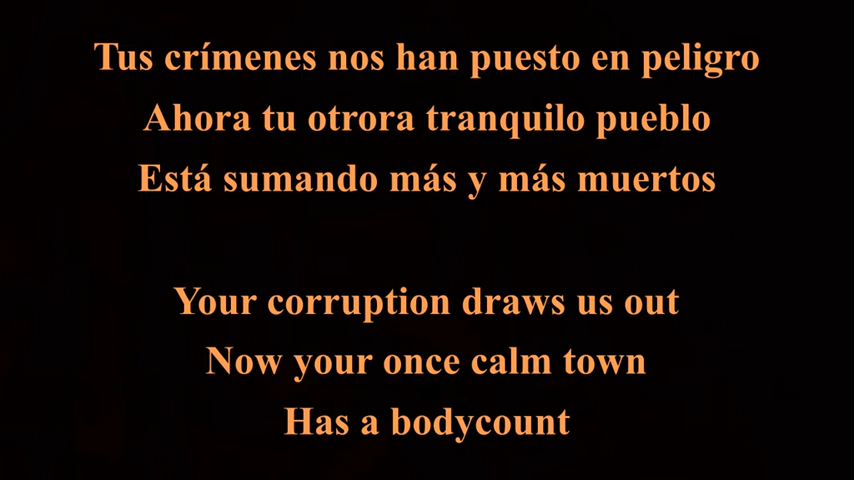 Tus crímenes nos han puesto en peligro
Ahora tu otrora tranquilo pueblo
Está sumando más y más muertos
Your corruption draws us out
Now your once calm town
Has a bodycount